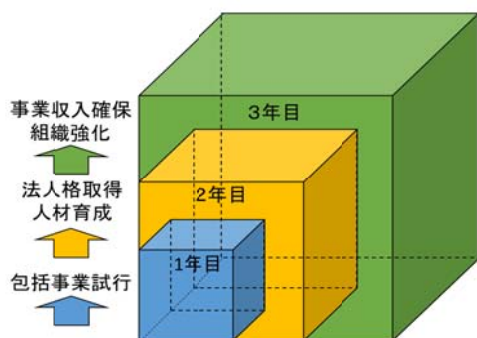 事業収入確保
組織強化
法人格取得
人材育成
包括事業試行
3年目
2年目
1年目